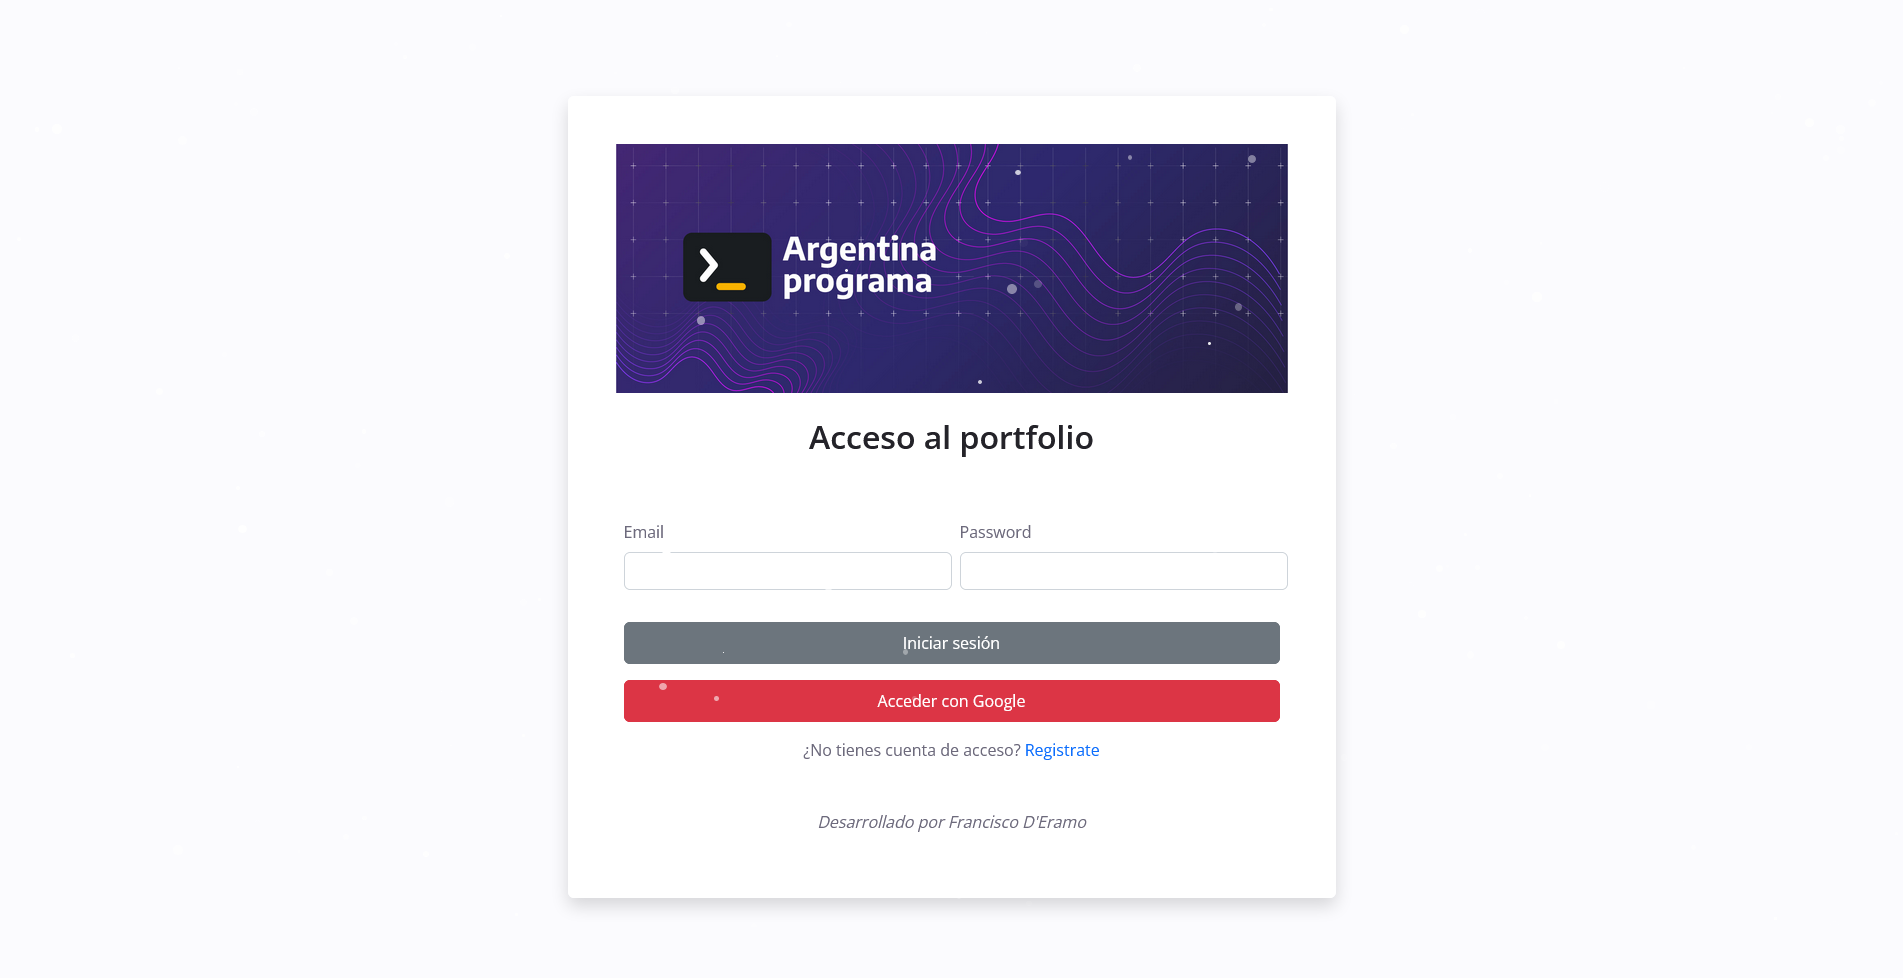 Argentina
programa
Acceso al portfolio
Email
Password
Iniciar sesión
Acceder con Google
¿No tienes cuenta de acceso? Registrate
Desarrollado por Francisco D'Eramo